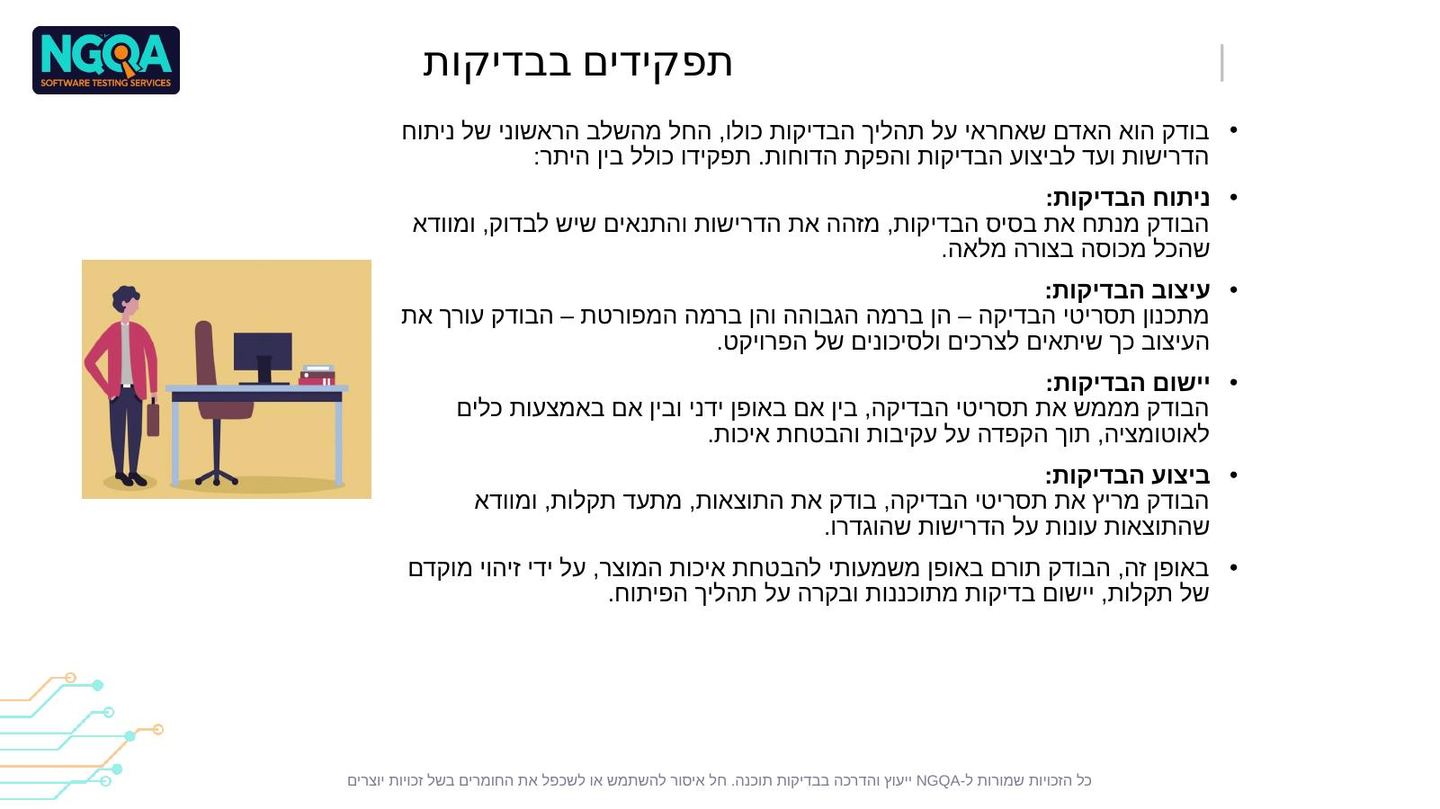 NGQA
SOFTWARE TESTING SERVICES
תפקידים בבדיקות
• בודק הוא האדם שאחראי על תהליך הבדיקות כולו, החל מהשלב הראשוני של ניתוח
הדרישות ועד לביצוע הבדיקות והפקת הדוחות. תפקידו כולל בין היתר:
• ניתוח הבדיקות:
הבודק מנתח את בסיס הבדיקות, מזהה את הדרישות והתנאים שיש לבדוק, ומוודא
שהכל מכוסה בצורה מלאה.
• עיצוב הבדיקות:
מתכנון תסריטי הבדיקה – הן ברמה הגבוהה והן ברמה המפורטת – הבודק עורך את
העיצוב כך שיתאים לצרכים ולסיכונים של הפרויקט.
• יישום הבדיקות:
הבודק מממש את תסריטי הבדיקה, בין אם באופן ידני ובין אם באמצעות כלים
לאוטומציה, תוך הקפדה על עקיבות והבטחת איכות.
• ביצוע הבדיקות:
הבודק מריץ את תסריטי הבדיקה, בודק את התוצאות, מתעד תקלות, ומוודא
שהתוצאות עונות על הדרישות שהוגדרו.
• באופן זה, הבודק תורם באופן משמעותי להבטחת איכות המוצר, על ידי זיהוי מוקדם
של תקלות, יישום בדיקות מתוכננות ובקרה על תהליך הפיתוח.
כל הזכויות שמורות ל-NGQA ייעוץ והדרכה בבדיקות תוכנה. חל איסור להשתמש או לשכפל את החומרים בשל זכויות יוצרים